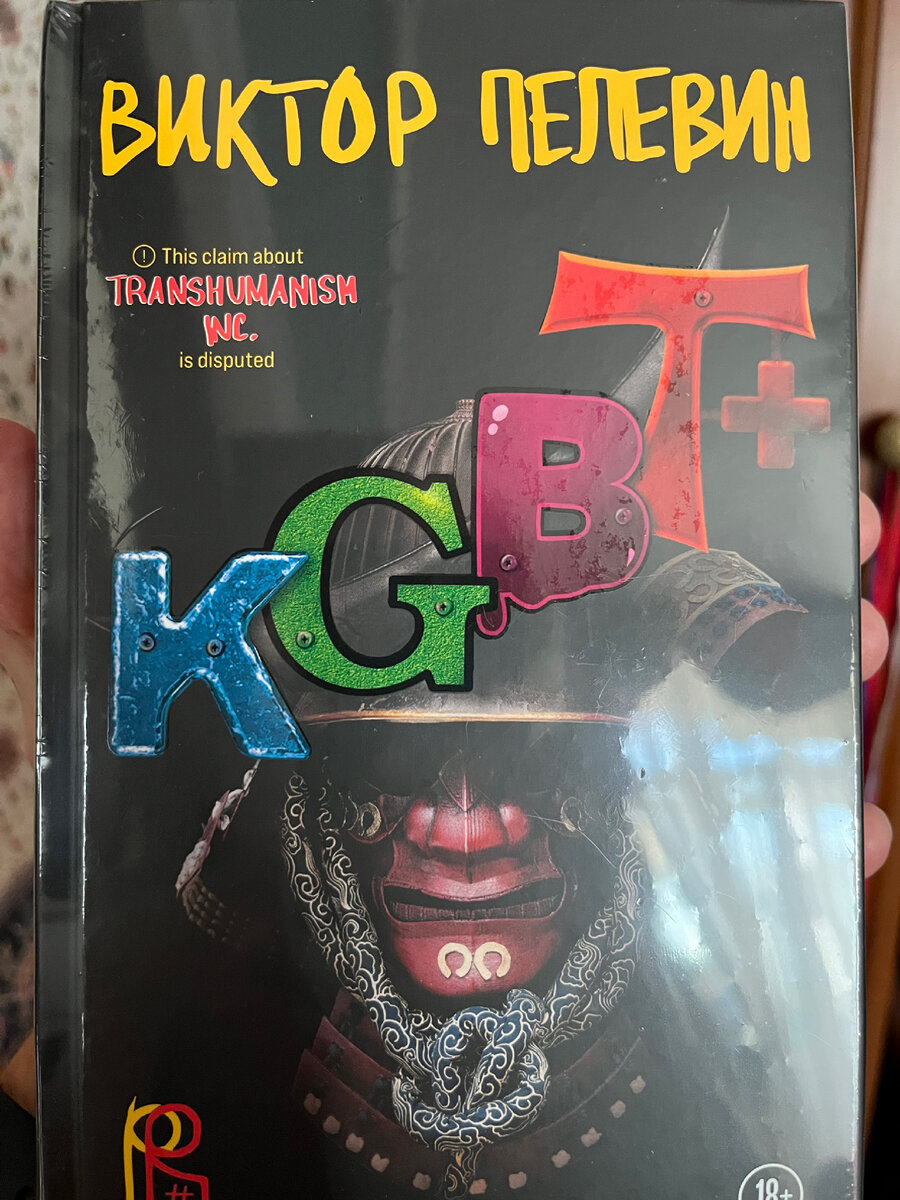 ВИКТОР ПЕЛЕВИН
! This claim about
TRANSHUMANISM
INC.
is disputed
KGBT+
#
18+